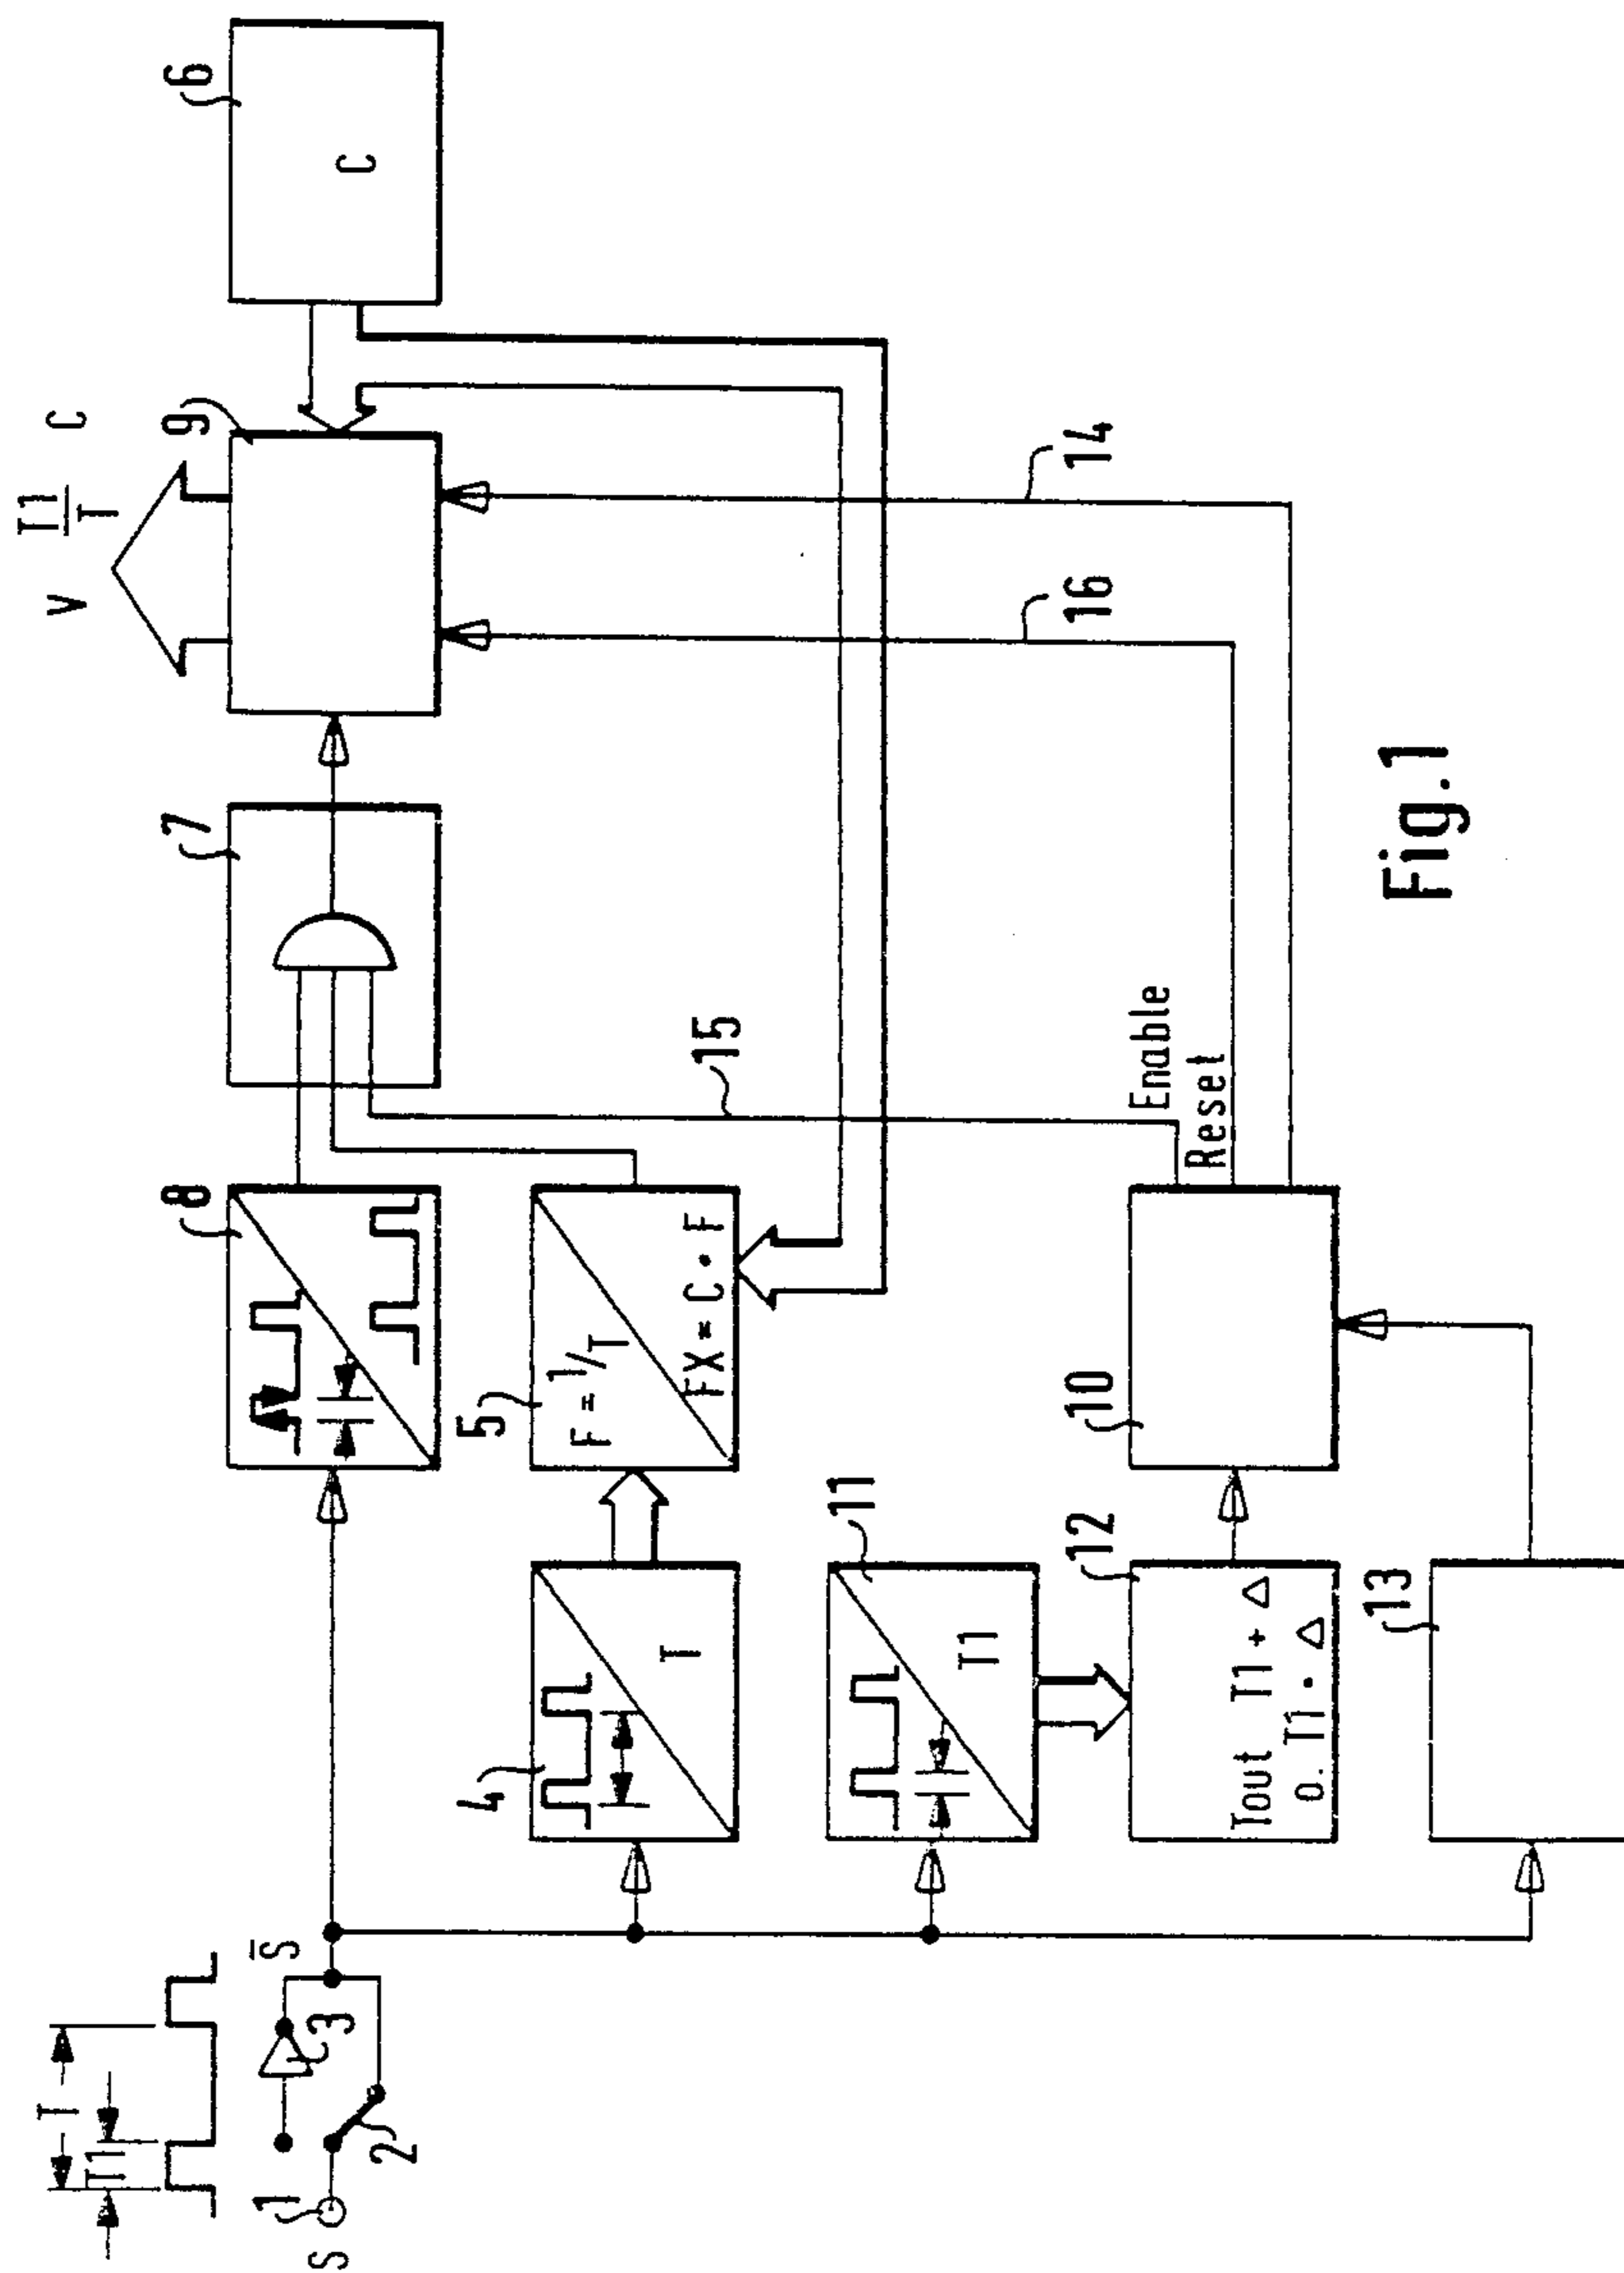 T
T1
S
1
2
3
S̅
4
T
8
5
F = 1/T
FX = C • F
11
T1
12
Tout T1 + Δ
o. T1 • Δ
13
10
Enable
Reset
15
7
9
V T1/T C
16
14
6
C
Fig.1